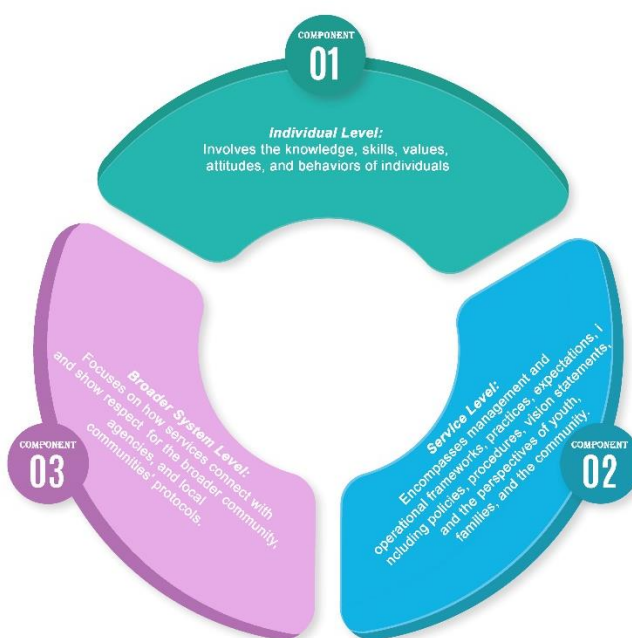 COMPONENT
01
Individual Level:
Involves the knowledge, skills, values,
attitudes, and behaviors of individuals
COMPONENT
02
Service Level:
Encompasses management and
operational frameworks, practices, expectations, i
ncluding policies, procedures, vision statements,
and the perspectives of youth,
families, and the community.
COMPONENT
03
Broader System Level:
Focuses on how services connect with
and show respect for the broader community,
agencies, and local
communities' protocols.